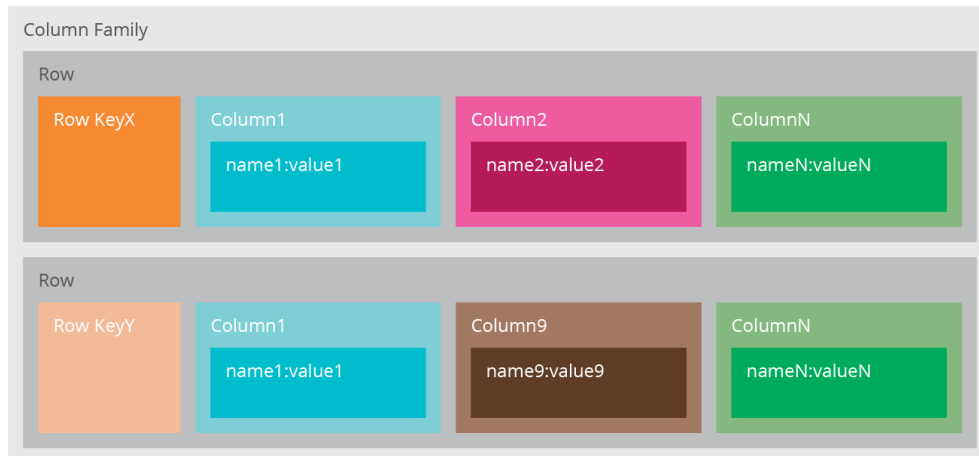 Column Family
Row
Row KeyX
Column1
name1:value1
Column2
name2:value2
ColumnN
nameN:valueN
Row
Row KeyY
Column1
name1:value1
Column9
name9:value9
ColumnN
nameN:valueN